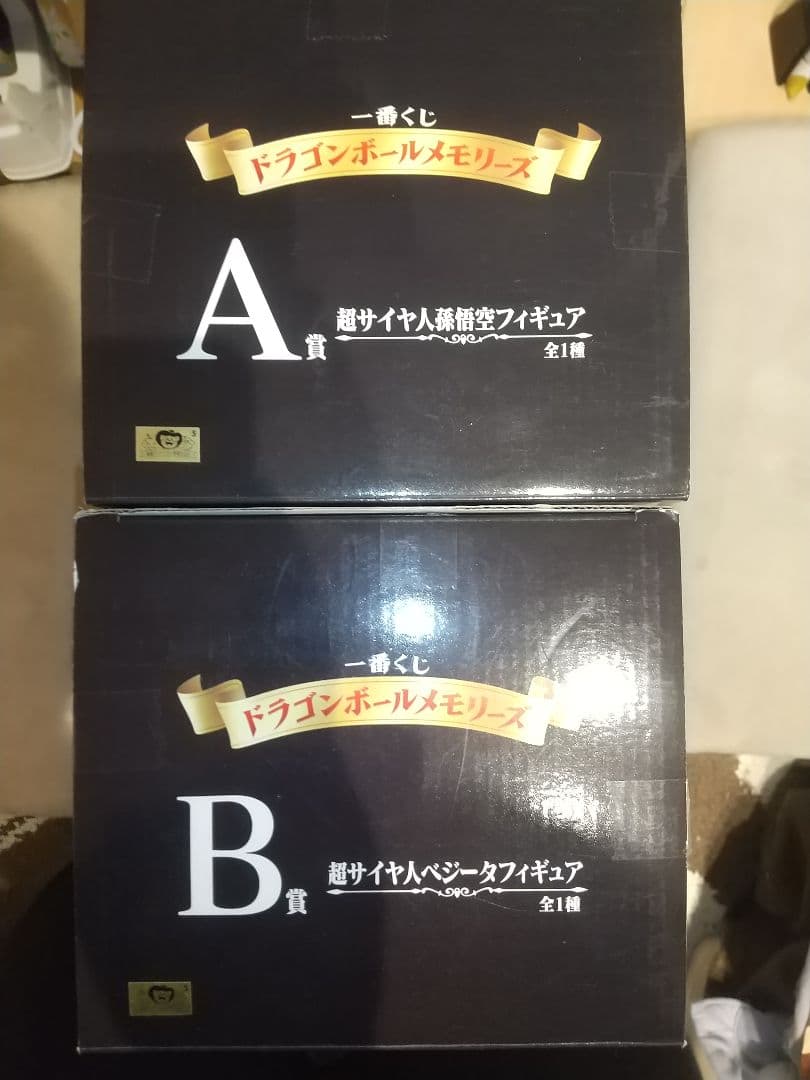 一番くじ
ドラゴンボールメモリーズ
A賞
超サイヤ人孫悟空フィギュア
全1種
一番くじ
ドラゴンボールメモリーズ
B賞
超サイヤ人ベジータフィギュア
全1種